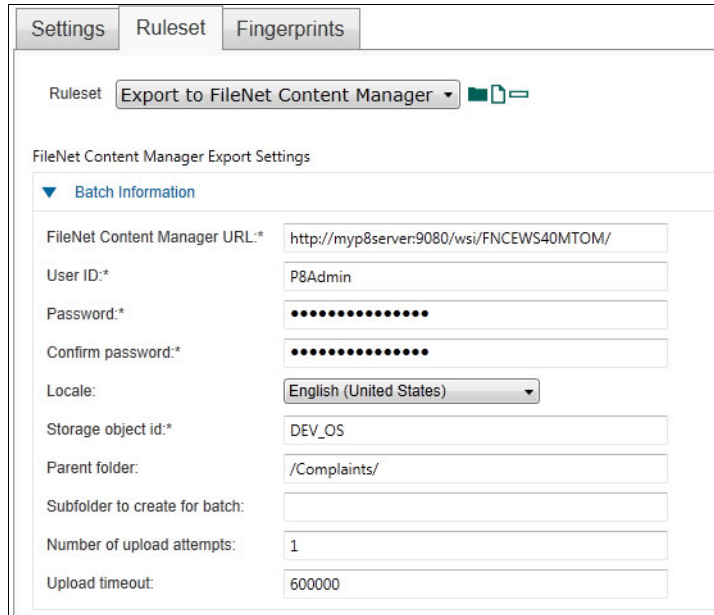 Settings Ruleset Fingerprints
Ruleset Export to FileNet Content Manager
FileNet Content Manager Export Settings
Batch Information
FileNet Content Manager URL:* http://myp8server:9080/wsi/FNCEWS40MTOM/
User ID:* P8Admin
Password:* ●●●●●●●●●●●●●●●
Confirm password:* ●●●●●●●●●●●●●●●
Locale: English (United States)
Storage object id:* DEV_OS
Parent folder: /Complaints/
Subfolder to create for batch:
Number of upload attempts: 1
Upload timeout: 600000